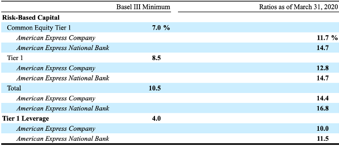 Basel III Minimum Ratios as of March 31, 2020
Risk-Based Capital
Common Equity Tier 1 7.0 %
American Express Company 11.7 %
American Express National Bank 14.7
Tier 1 8.5
American Express Company 12.8
American Express National Bank 14.7
Total 10.5
American Express Company 14.4
American Express National Bank 16.8
Tier 1 Leverage 4.0
American Express Company 10.0
American Express National Bank 11.5